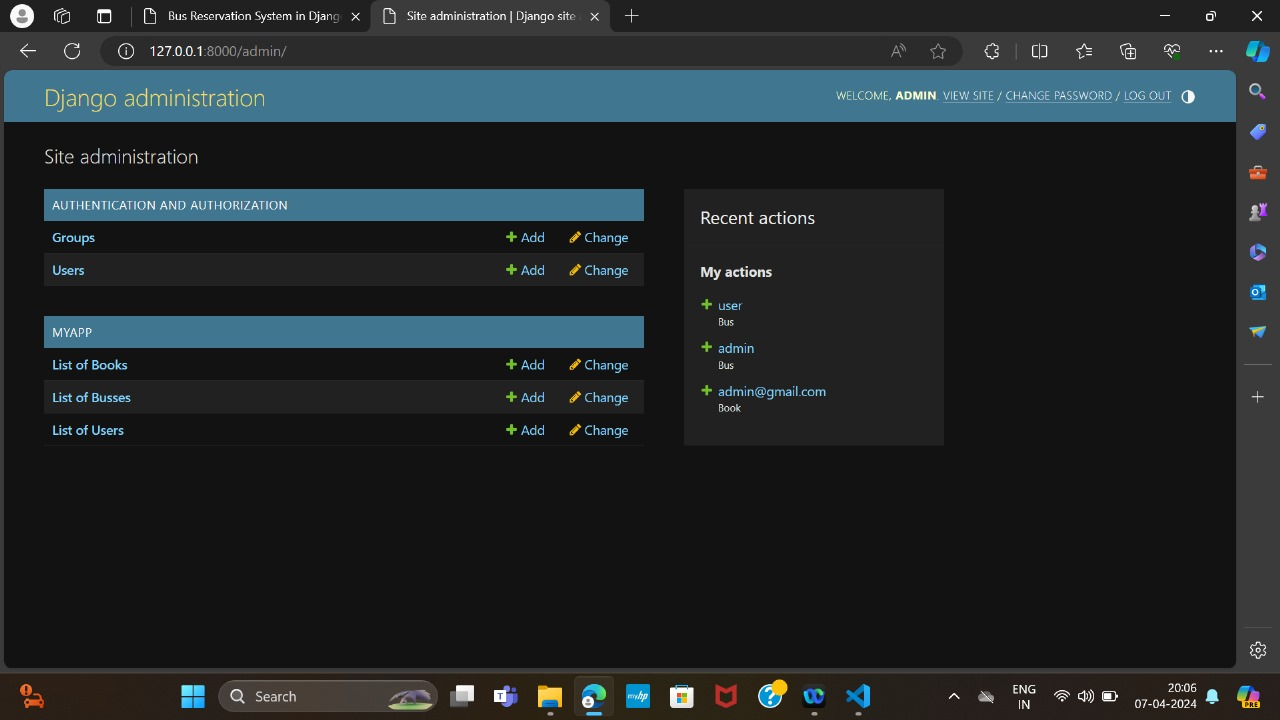 Bus Reservation System in Djang
Site administration | Django site
127.0.0.1:8000/admin/
Django administration
WELCOME, ADMIN. VIEW SITE / CHANGE PASSWORD / LOG OUT
Site administration
AUTHENTICATION AND AUTHORIZATION
Groups Add Change
Users Add Change
MYAPP
List of Books Add Change
List of Busses Add Change
List of Users Add Change
Recent actions
My actions
user
Bus
admin
Bus
admin@gmail.com
Book
Search
myhp
ENG
IN
20:06
07-04-2024
PRE